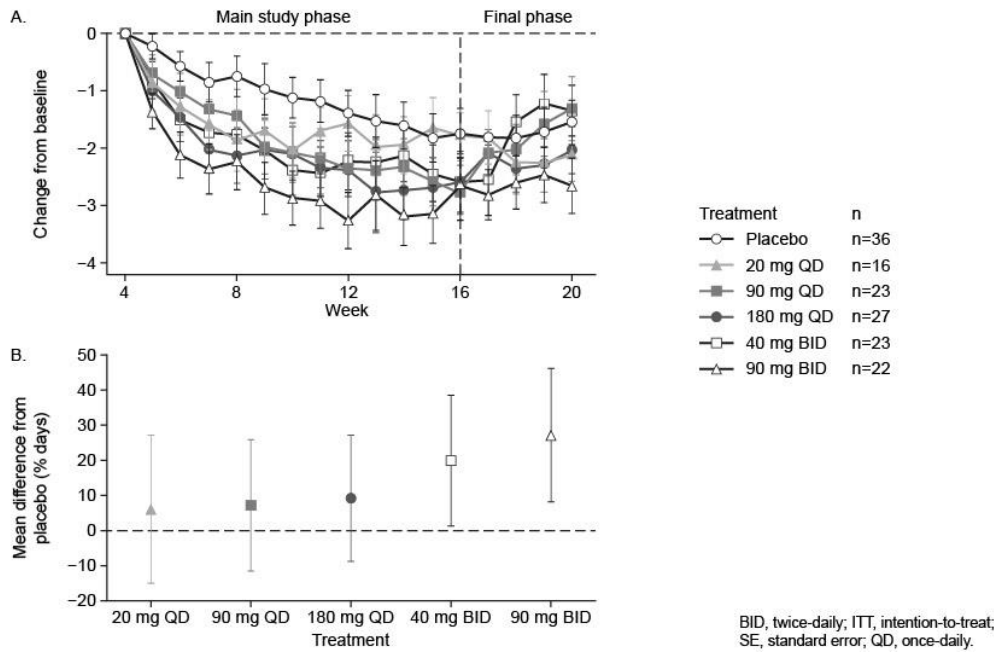 A.
Main study phase
Final phase
Change from baseline
0
−1
−2
−3
−4
4
8
12
16
20
Week
Treatment n
Placebo n=36
20 mg QD n=16
90 mg QD n=23
180 mg QD n=27
40 mg BID n=23
90 mg BID n=22
B.
Mean difference from
placebo (% days)
50
40
30
20
10
0
−10
−20
20 mg QD
90 mg QD
180 mg QD
40 mg BID
90 mg BID
Treatment
BID, twice-daily; ITT, intention-to-treat;
SE, standard error; QD, once-daily.